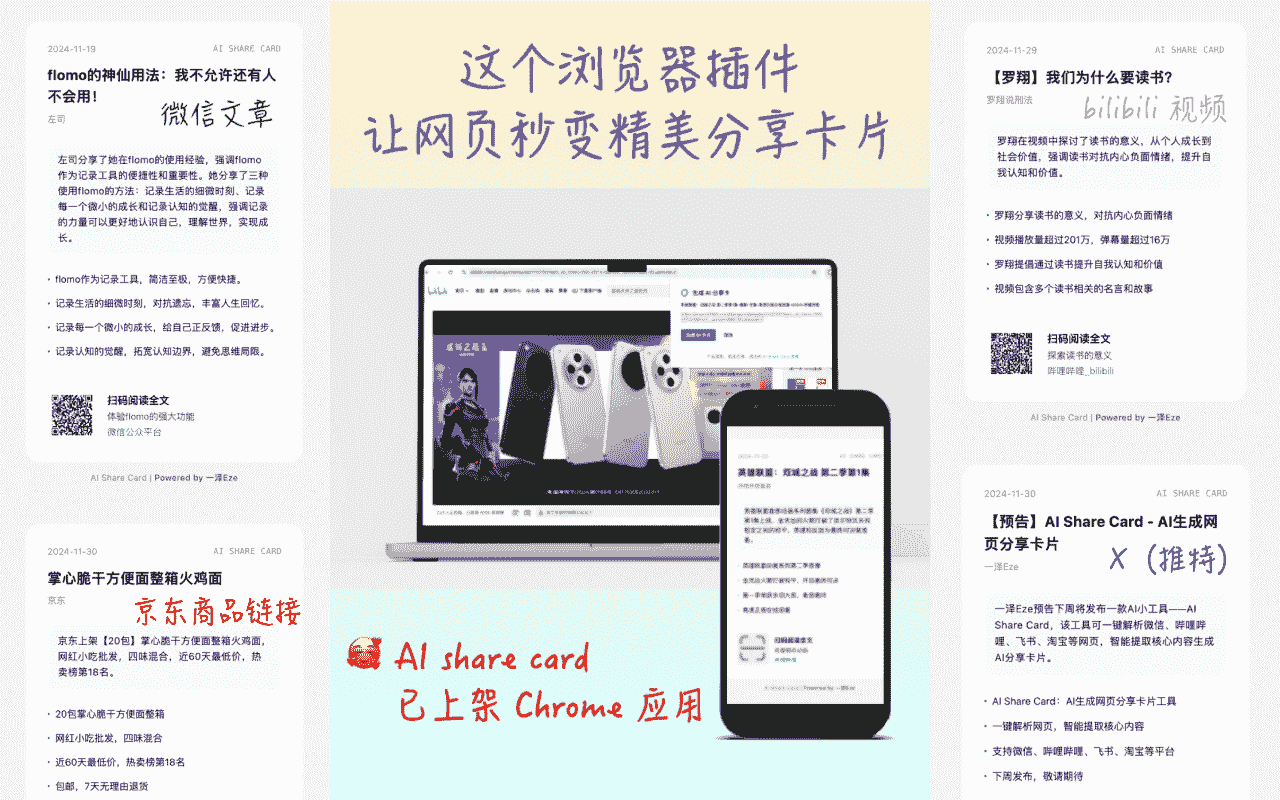 2024-11-19
AI SHARE CARD
flomo的神仙用法：我不允许还有人
不会用！
左司
微信文章
左司分享了她在flomo的使用经验，强调flomo
作为记录工具的便捷性和重要性。她分享了三种
使用flomo的方法：记录生活的细微时刻、记录
每一个微小的成长和记录认知的觉醒，强调记录
的力量可以更好地认识自己，理解世界，实现成
长。
· flomo作为记录工具，简洁至极，方便快捷。
· 记录生活的细微时刻，对抗遗忘，丰富人生回忆。
· 记录每一个微小的成长，给自己正反馈，促进进步。
· 记录认知的觉醒，拓宽认知边界，避免思维局限。
扫码阅读全文
体验flomo的强大功能
微信公众平台
AI Share Card | Powered by 一泽Eze
2024-11-30
AI SHARE CARD
掌心脆干方便面整箱火鸡面
京东
京东商品链接
京东上架【20包】掌心脆干方便面整箱火鸡面，
网红小吃批发，四味混合，近60天最低价，热
卖榜第18名。
· 20包掌心脆干方便面整箱
· 网红小吃批发，四味混合
· 近60天最低价，热卖榜第18名
· 包邮，7天无理由退货
这个浏览器插件
让网页秒变精美分享卡片
生成 AI 分享卡
AI SHARE CARD
英雄联盟：双城之战 第二季第1集
扫码阅读全文
AI share card
已上架 Chrome 应用
2024-11-29
AI SHARE CARD
【罗翔】我们为什么要读书？
罗翔说刑法
bilibili 视频
罗翔在视频中探讨了读书的意义，从个人成长到
社会价值，强调读书对抗内心负面情绪，提升自
我认知和价值。
· 罗翔分享读书的意义，对抗内心负面情绪
· 视频播放量超过201万，弹幕量超过16万
· 罗翔提倡通过读书提升自我认知和价值
· 视频包含多个读书相关的名言和故事
扫码阅读全文
探索读书的意义
哔哩哔哩_bilibili
AI Share Card | Powered by 一泽Eze
2024-11-30
AI SHARE CARD
【预告】AI Share Card - AI生成网
页分享卡片
一泽Eze
X（推特）
一泽Eze预告下周将发布一款AI小工具——AI
Share Card，该工具可一键解析微信、哔哩哔
哩、飞书、淘宝等网页，智能提取核心内容生成
AI分享卡片。
· AI Share Card：AI生成网页分享卡片工具
· 一键解析网页，智能提取核心内容
· 支持微信、哔哩哔哩、飞书、淘宝等平台
· 下周发布，敬请期待